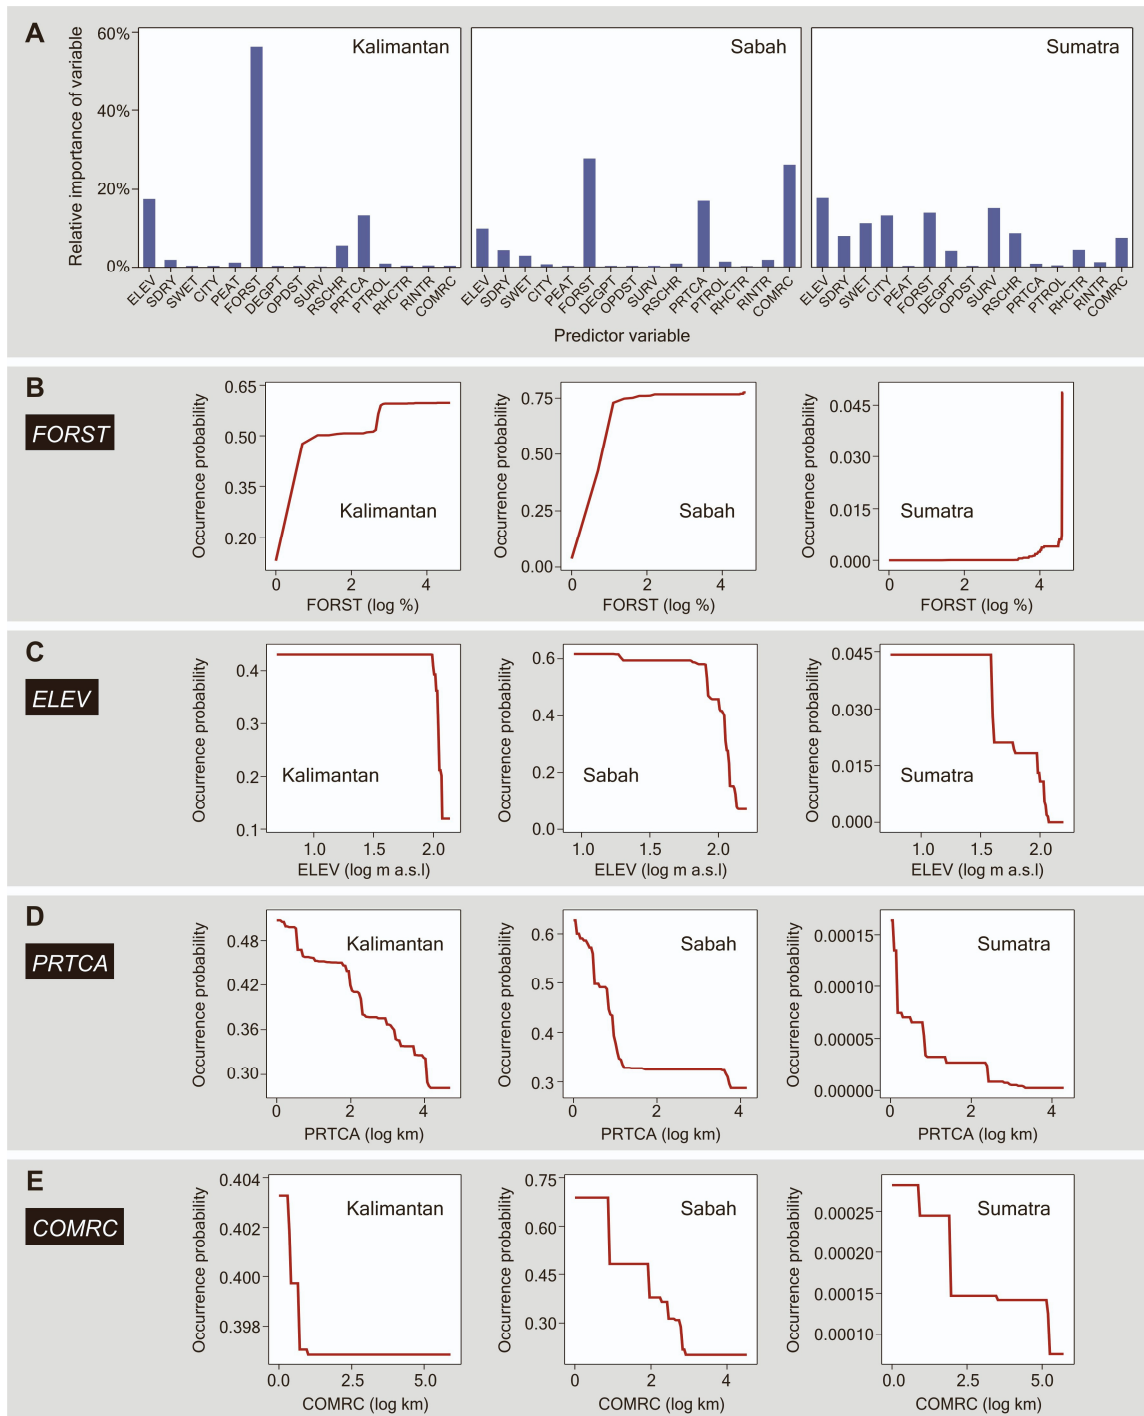 A
Relative importance of variable
60%
40%
20%
0%
Kalimantan
Sabah
Sumatra
ELEV SDRY SWET CITY PEAT FORST DEGPT OPDST SURV RSCHR PRTCA PTROL RHCTR RINTR COMRC
ELEV SDRY SWET CITY PEAT FORST DEGPT OPDST SURV RSCHR PRTCA PTROL RHCTR RINTR COMRC
ELEV SDRY SWET CITY PEAT FORST DEGPT OPDST SURV RSCHR PRTCA PTROL RHCTR RINTR COMRC
Predictor variable
B
FORST
Occurrence probability
0.65
0.50
0.35
0.20
Kalimantan
0 2 4
FORST (log %)
Occurrence probability
0.75
0.50
0.25
0.00
Sabah
0 2 4
FORST (log %)
Occurrence probability
0.045
0.030
0.015
0.000
Sumatra
0 2 4
FORST (log %)
C
ELEV
Occurrence probability
0.4
0.3
0.2
0.1
Kalimantan
1.0 1.5 2.0
ELEV (log m a.s.l)
Occurrence probability
0.6
0.4
0.2
0.0
Sabah
1.0 1.5 2.0
ELEV (log m a.s.l)
Occurrence probability
0.045
0.030
0.015
0.000
Sumatra
1.0 1.5 2.0
ELEV (log m a.s.l)
D
PRTCA
Occurrence probability
0.48
0.42
0.36
0.30
Kalimantan
0 2 4
PRTCA (log km)
Occurrence probability
0.6
0.5
0.4
0.3
Sabah
0 2 4
PRTCA (log km)
Occurrence probability
0.00015
0.00010
0.00005
0.00000
Sumatra
0 2 4
PRTCA (log km)
E
COMRC
Occurrence probability
0.404
0.402
0.400
0.398
Kalimantan
0.0 2.5 5.0
COMRC (log km)
Occurrence probability
0.75
0.60
0.45
0.30
Sabah
0 2 4
COMRC (log km)
Occurrence probability
0.00025
0.00020
0.00015
0.00010
Sumatra
0.0 2.5 5.0
COMRC (log km)